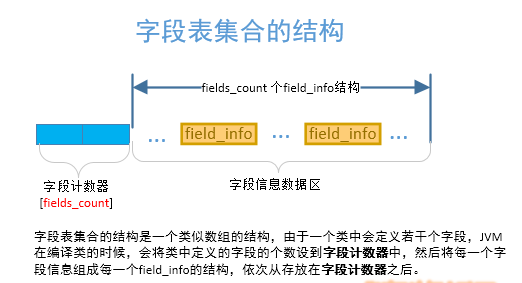 字段表集合的结构
fields_count 个field_info结构
... field_info ... field_info ...
字段计数器
[fields_count]
字段信息数据区
字段表集合的结构是一个类似数组的结构，由于一个类中会定义若干个字段，JVM
在编译类的时候，会将类中定义的字段的个数设到字段计数器中，然后将每一个字
段信息组成每一个field_info的结构，依次从存放在字段计数器之后。